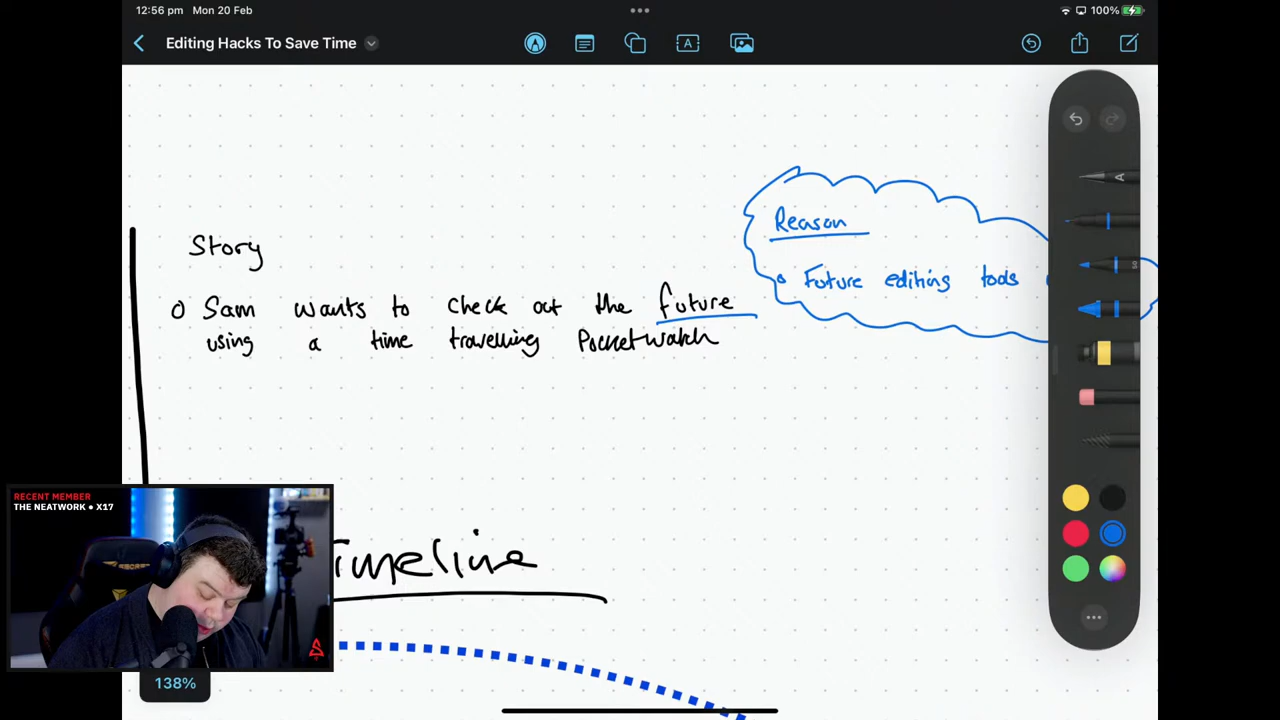 12:56 pm Mon 20 Feb
100%
Editing Hacks To Save Time
A
Reason
Future editing tools
Story
Sam wants to check out the future
using a time travelling Pocketwatch
RECENT MEMBER
THE NEATWORK • X17
Timeline
138%